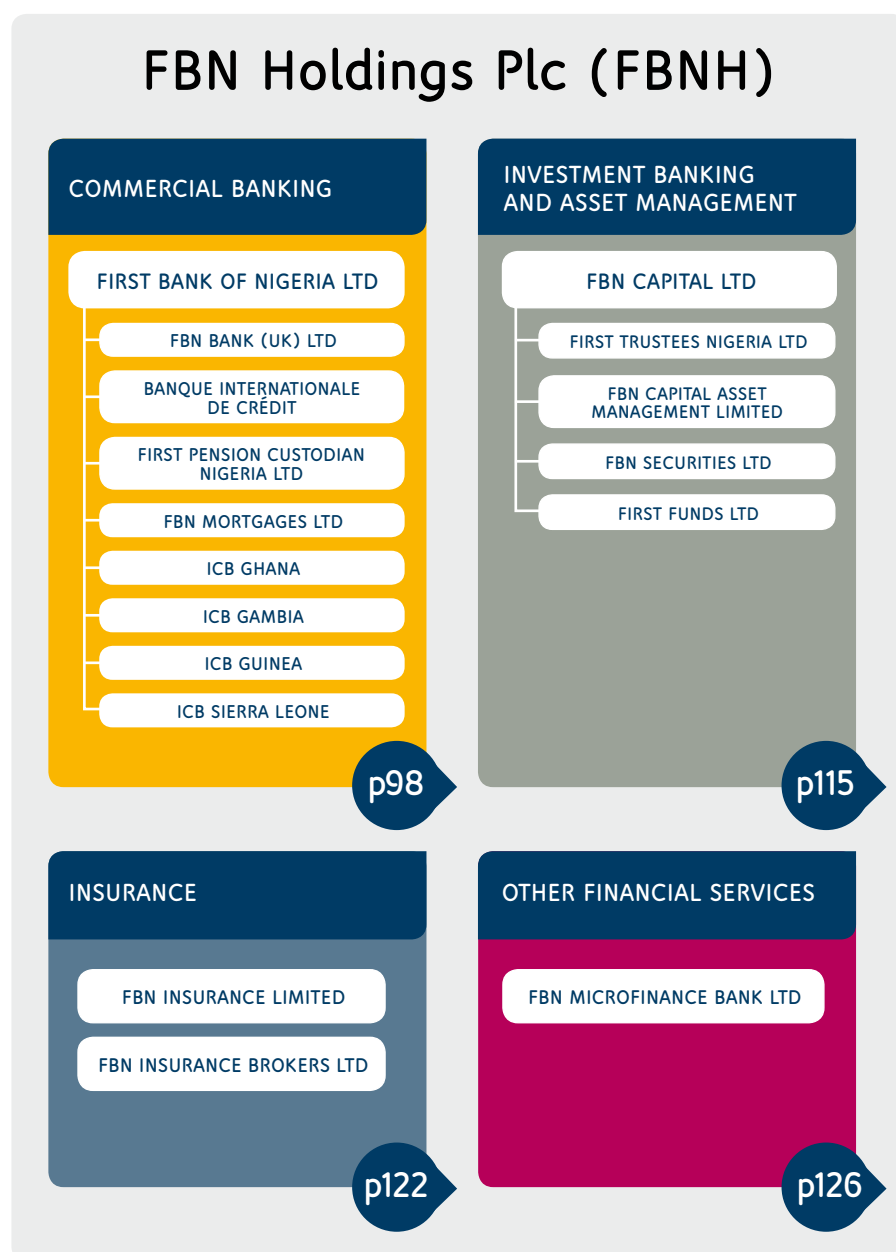 FBN Holdings Plc (FBNH)
COMMERCIAL BANKING
FIRST BANK OF NIGERIA LTD
FBN BANK (UK) LTD
BANQUE INTERNATIONALE
DE CRÉDIT
FIRST PENSION CUSTODIAN
NIGERIA LTD
FBN MORTGAGES LTD
ICB GHANA
ICB GAMBIA
ICB GUINEA
ICB SIERRA LEONE
p98
INVESTMENT BANKING
AND ASSET MANAGEMENT
FBN CAPITAL LTD
FIRST TRUSTEES NIGERIA LTD
FBN CAPITAL ASSET
MANAGEMENT LIMITED
FBN SECURITIES LTD
FIRST FUNDS LTD
p115
INSURANCE
FBN INSURANCE LIMITED
FBN INSURANCE BROKERS LTD
p122
OTHER FINANCIAL SERVICES
FBN MICROFINANCE BANK LTD
p126